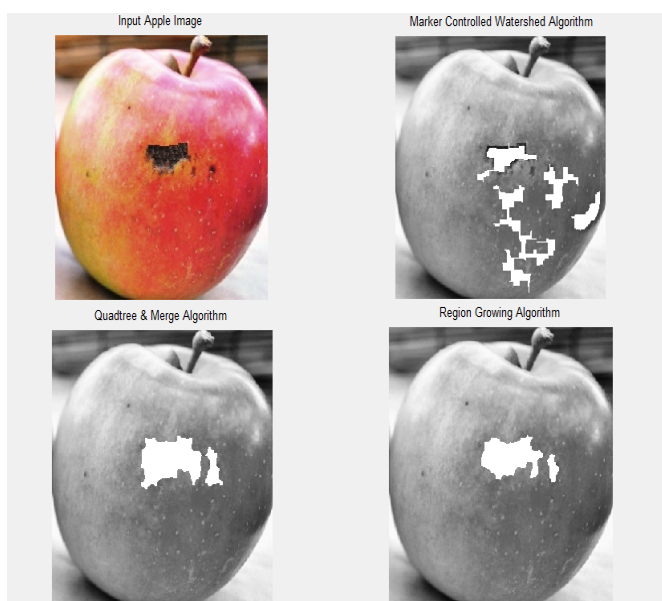 Input Apple Image
Marker Controlled Watershed Algorithm
Quadtree & Merge Algorithm
Region Growing Algorithm